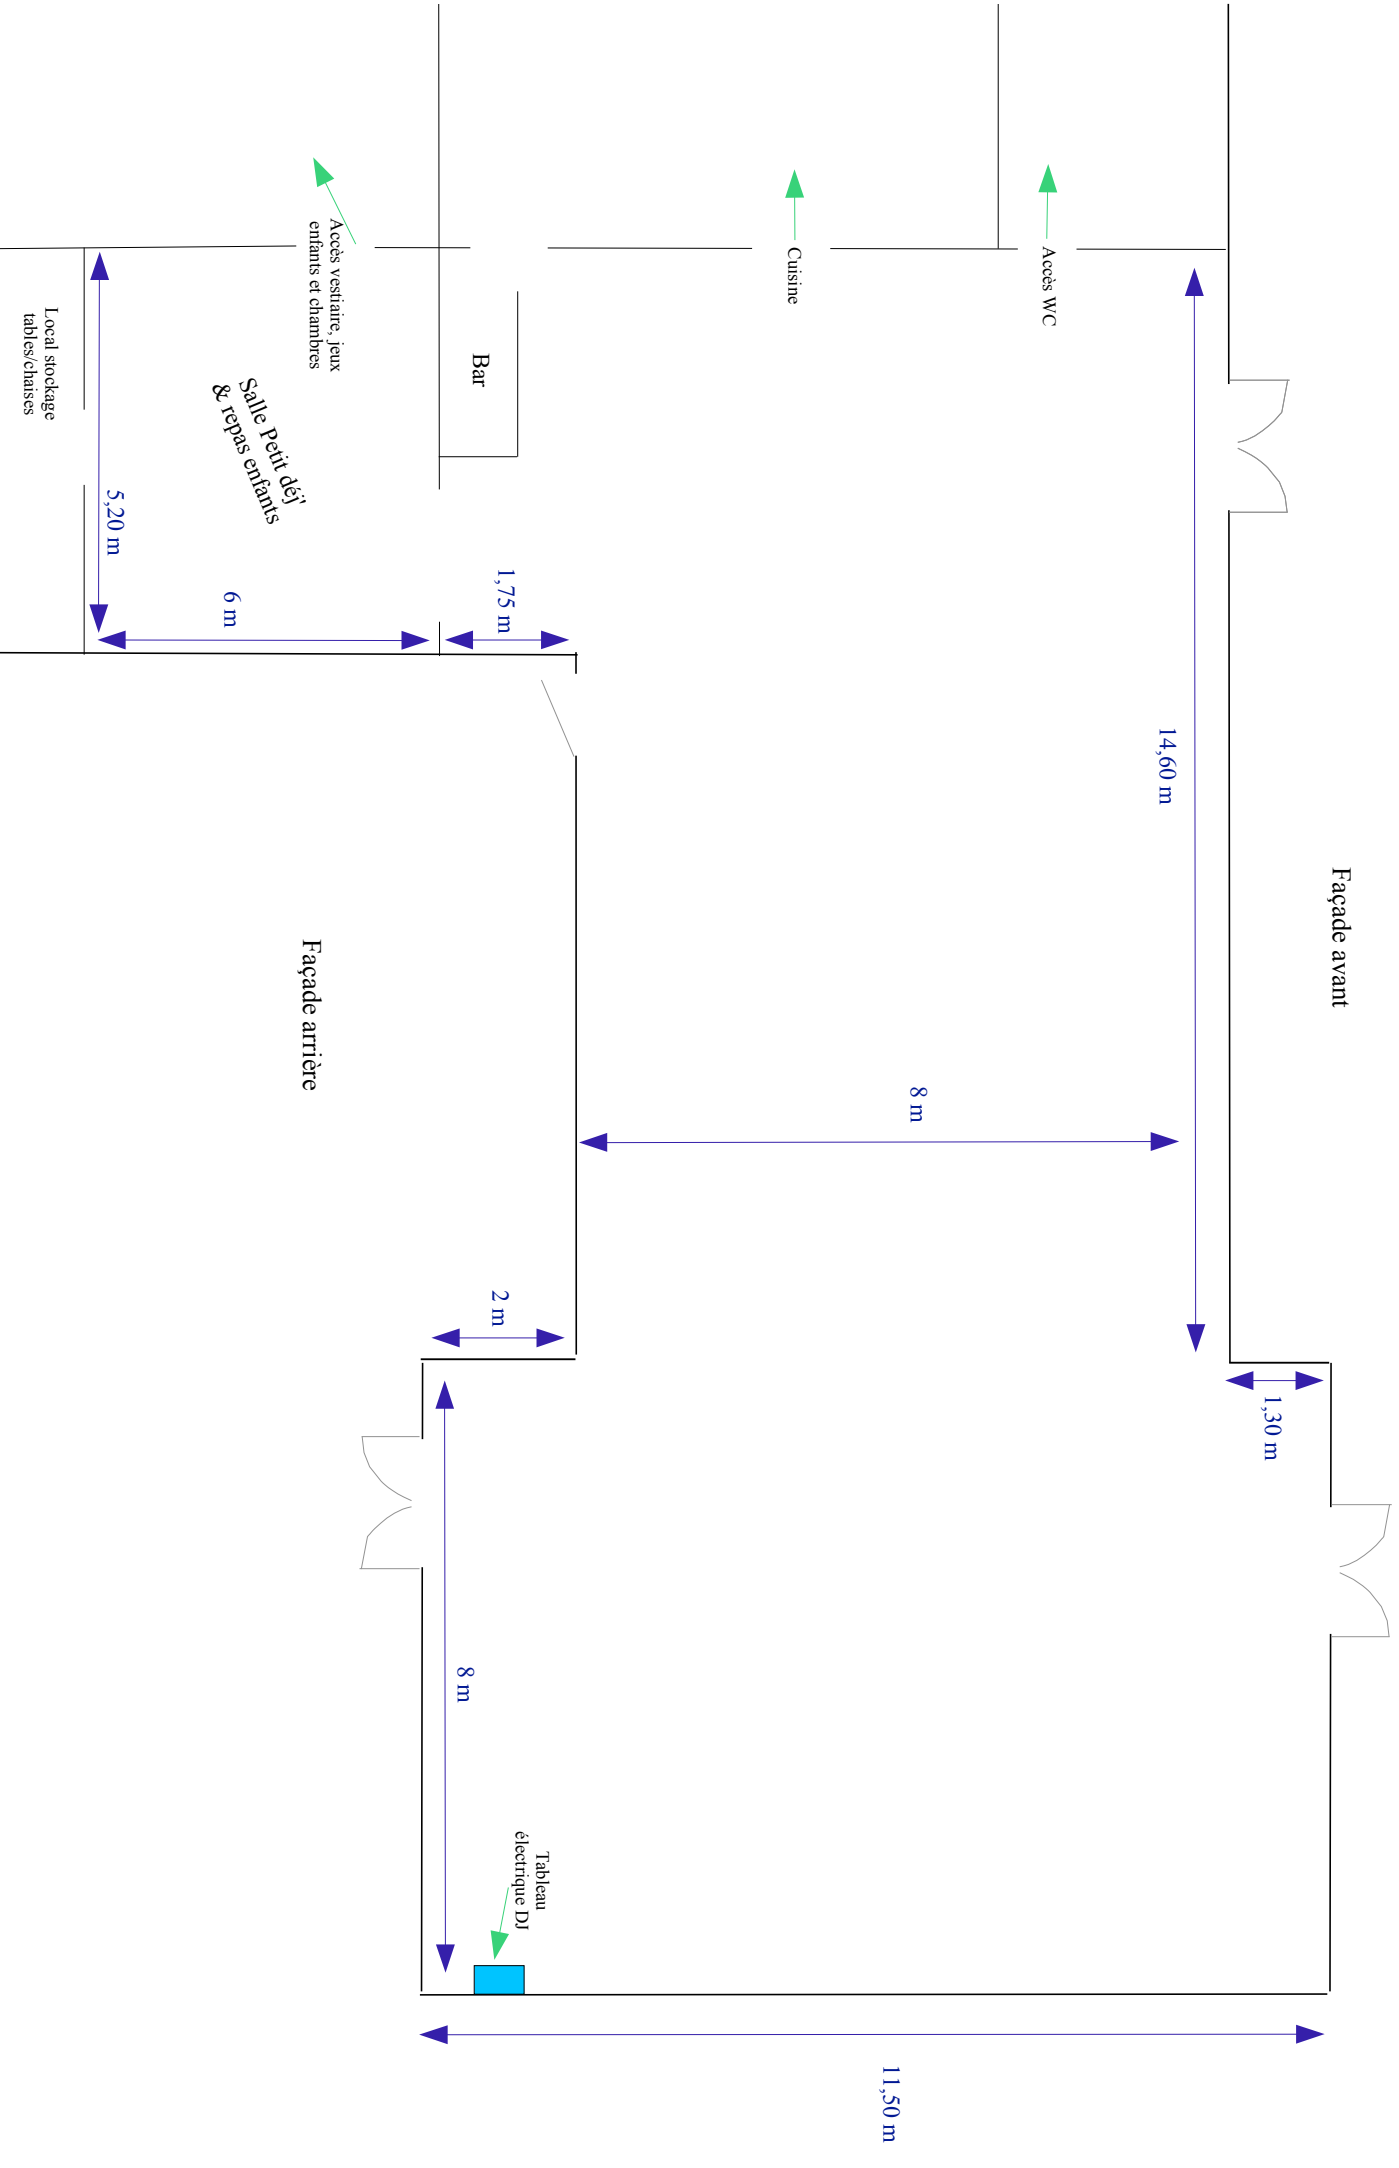 Façade avant
Accès WC
Cuisine
14,60 m
8 m
1,30 m
11,50 m
Bar
1,75 m
2 m
8 m
Tableau
électrique DJ
Accès vestiaire, jeux
enfants et chambres
Salle Petit déj'
& repas enfants
6 m
5,20 m
Local stockage
tables/chaises
Façade arrière